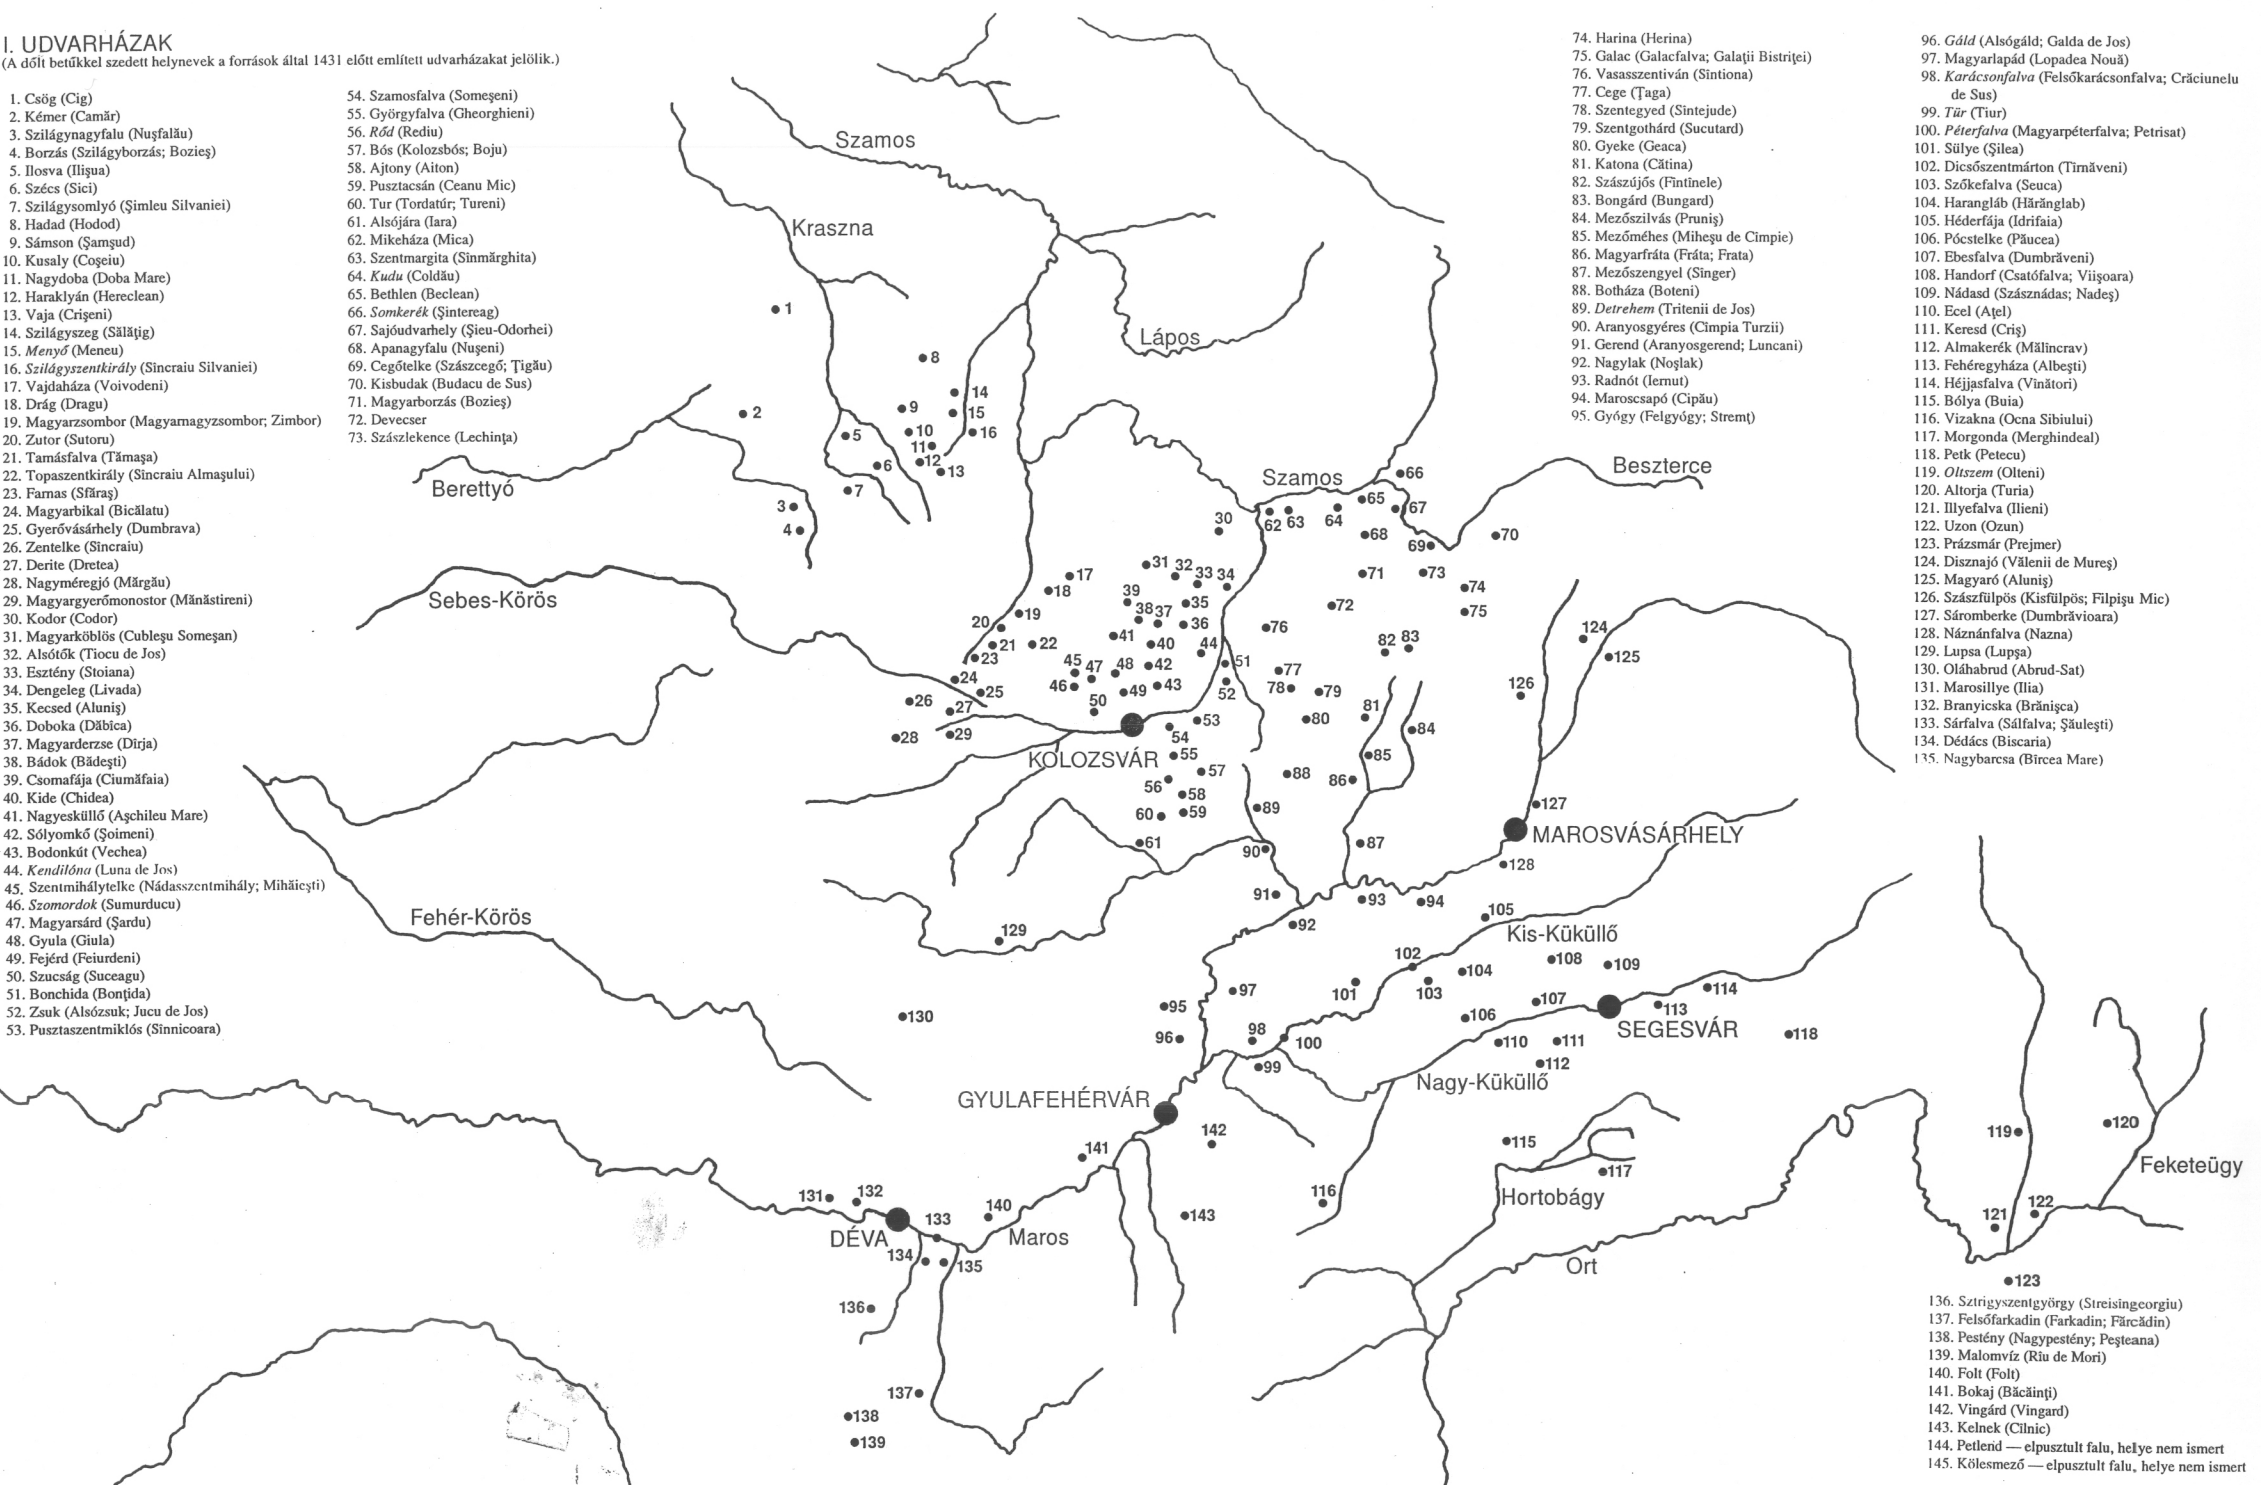 I. UDVARHÁZAK
(A dőlt betűkkel szedett helynevek a források által 1431 előtt említett udvarházakat jelölik.)
1. Csög (Cig)
2. Kémer (Camăr)
3. Szilágynagyfalu (Nuşfalău)
4. Borzás (Szilágyborzás; Bozieş)
5. Ilosva (Ilişua)
6. Szécs (Sici)
7. Szilágysomlyó (Şimleu Silvaniei)
8. Hadad (Hodod)
9. Sámson (Şamşud)
10. Kusaly (Coşeiu)
11. Nagydoba (Doba Mare)
12. Haraklyán (Hereclean)
13. Vaja (Crişeni)
14. Szilágyszeg (Sălăţig)
15. Menyő (Meneu)
16. Szilágyszentkirály (Sîncraiu Silvaniei)
17. Vajdaháza (Voivodeni)
18. Drág (Dragu)
19. Magyarzsombor (Magyarnagyzsombor; Zimbor)
20. Zutor (Sutoru)
21. Tamásfalva (Tămaşa)
22. Topaszentkirály (Sîncraiu Almaşului)
23. Farnas (Sfăraş)
24. Magyarbikal (Bicălatu)
25. Gyerővásárhely (Dumbrava)
26. Zentelke (Sîncraiu)
27. Derite (Dretea)
28. Nagyméregjó (Mărgău)
29. Magyargyerőmonostor (Mănăstireni)
30. Kodor (Codor)
31. Magyarköblös (Cubleşu Someşan)
32. Alsótők (Tiocu de Jos)
33. Esztény (Stoiana)
34. Dengeleg (Livada)
35. Kecsed (Aluniş)
36. Doboka (Dăbîca)
37. Magyarderzse (Dîrja)
38. Bádok (Bădeşti)
39. Csomafája (Ciumăfaia)
40. Kide (Chidea)
41. Nagyesküllő (Aşchileu Mare)
42. Sólyomkő (Şoimeni)
43. Bodonkút (Vechea)
44. Kendilóna (Luna de Jos)
45. Szentmihálytelke (Nádasszentmihály; Mihăieşti)
46. Szomordok (Sumurducu)
47. Magyarsárd (Şardu)
48. Gyula (Giula)
49. Fejérd (Feiurdeni)
50. Szucság (Suceagu)
51. Bonchida (Bonţida)
52. Zsuk (Alsózsuk; Jucu de Jos)
53. Pusztaszentmiklós (Sînnicoara)
54. Szamosfalva (Someşeni)
55. Györgyfalva (Gheorghieni)
56. Rőd (Rediu)
57. Bós (Kolozsbós; Boju)
58. Ajtony (Aiton)
59. Pusztacsán (Ceanu Mic)
60. Tur (Tordatúr; Tureni)
61. Alsójára (Iara)
62. Mikeháza (Mica)
63. Szentmargita (Sînmărghita)
64. Kudu (Coldău)
65. Bethlen (Beclean)
66. Somkerék (Şintereag)
67. Sajóudvarhely (Şieu-Odorhei)
68. Apanagyfalu (Nuşeni)
69. Cegőtelke (Szászcegő; Ţigău)
70. Kisbudak (Budacu de Sus)
71. Magyarborzás (Bozieş)
72. Devecser
73. Szászlekence (Lechinţa)
74. Harina (Herina)
75. Galac (Galacfalva; Galaţii Bistriţei)
76. Vasasszentiván (Sîntiona)
77. Cege (Ţaga)
78. Szentegyed (Sîntejude)
79. Szentgothárd (Sucutard)
80. Gyeke (Geaca)
81. Katona (Cătina)
82. Szászújős (Fîntînele)
83. Bongárd (Bungard)
84. Mezőszilvás (Pruniş)
85. Mezőméhes (Miheşu de Cîmpie)
86. Magyarfráta (Fráta; Frata)
87. Mezőszengyel (Sînger)
88. Botháza (Boteni)
89. Detrehem (Tritenii de Jos)
90. Aranyosgyéres (Cîmpia Turzii)
91. Gerend (Aranyosgerend; Luncani)
92. Nagylak (Noşlak)
93. Radnót (Iernut)
94. Maroscsapó (Cipău)
95. Gyógy (Felgyógy; Stremţ)
96. Gáld (Alsógáld; Galda de Jos)
97. Magyarlapád (Lopadea Nouă)
98. Karácsonfalva (Felsőkarácsonfalva; Crăciunelu
de Sus)
99. Tür (Tiur)
100. Péterfalva (Magyarpéterfalva; Petrisat)
101. Sülye (Şilea)
102. Dicsőszentmárton (Tîrnăveni)
103. Szőkefalva (Seuca)
104. Harangláb (Hărănglab)
105. Héderfája (Idrifaia)
106. Pócstelke (Păucea)
107. Ebesfalva (Dumbrăveni)
108. Handorf (Csatófalva; Viişoara)
109. Nádasd (Szásznádas; Nadeş)
110. Ecel (Aţel)
111. Keresd (Criş)
112. Almakerék (Mălîncrav)
113. Fehéregyháza (Albeşti)
114. Héjjasfalva (Vînători)
115. Bólya (Buia)
116. Vizakna (Ocna Sibiului)
117. Morgonda (Merghindeal)
118. Petk (Petecu)
119. Oltszem (Olteni)
120. Altorja (Turia)
121. Illyefalva (Ilieni)
122. Uzon (Ozun)
123. Prázsmár (Prejmer)
124. Disznajó (Vălenii de Mureş)
125. Magyaró (Aluniş)
126. Szászfülpös (Kisfülpös; Filpişu Mic)
127. Sáromberke (Dumbrăvioara)
128. Náznánfalva (Nazna)
129. Lupsa (Lupşa)
130. Oláhabrud (Abrud-Sat)
131. Marosillye (Ilia)
132. Branyicska (Brănişca)
133. Sárfalva (Sálfalva; Şăuleşti)
134. Dédács (Biscaria)
135. Nagybarcsa (Bîrcea Mare)
136. Sztrigyszentgyörgy (Streisîngeorgiu)
137. Felsőfarkadin (Farkadin; Fărcădin)
138. Pestény (Nagypestény; Peşteana)
139. Malomvíz (Rîu de Mori)
140. Folt (Folt)
141. Bokaj (Băcăinţi)
142. Vingárd (Vingard)
143. Kelnek (Cîlnic)
144. Petlend — elpusztult falu, helye nem ismert
145. Kölesmező — elpusztult falu, helye nem ismert
Szamos
Kraszna
1
Lápos
8
14
2
9
15
10
16
5
11
12
6
13
Berettyó
7
3
4
Szamos
Beszterce
66
65
67
62
63
64
30
68
69
70
31
32
33
34
71
73
17
18
39
74
35
72
75
Sebes-Körös
19
38
37
36
20
76
124
41
40
44
82
83
21
22
125
23
45
47
48
42
51
77
24
46
49
43
52
78
79
126
25
26
50
81
27
53
80
28
29
54
84
KOLOZSVÁR
55
85
57
88
86
56
58
89
127
60
59
MAROSVÁSÁRHELY
61
90
87
128
91
93
94
Fehér-Körös
105
92
129
Kis-Küküllő
102
108
109
104
101
103
97
114
95
107
113
130
106
SEGESVÁR
96
98
100
110
111
118
99
112
Nagy-Küküllő
GYULAFEHÉRVÁR
142
115
119
120
141
117
Feketeügy
131
132
116
Hortobágy
140
143
133
121
122
DÉVA
Maros
134
135
Ort
123
136
137
138
139